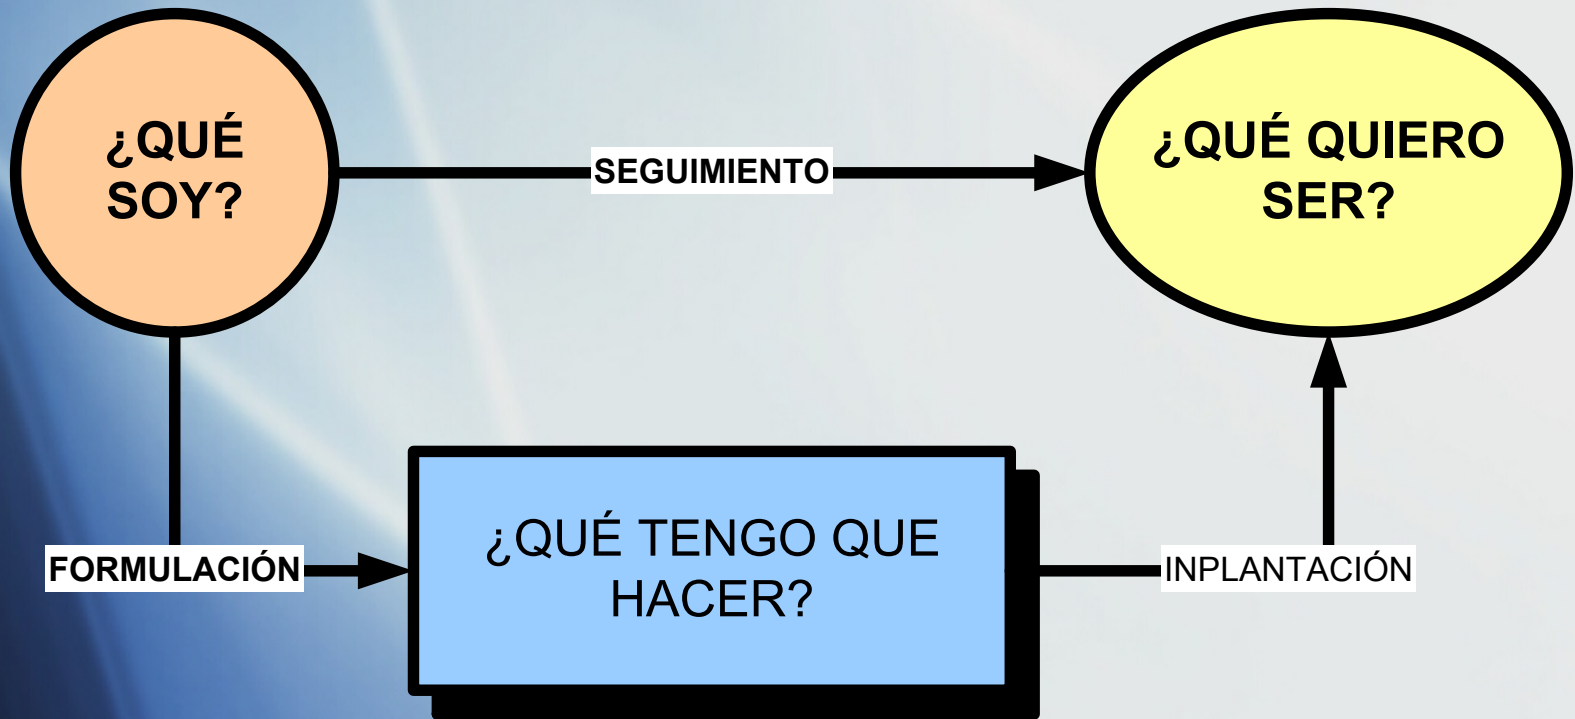 ¿QUÉ
SOY?
SEGUIMIENTO
¿QUÉ QUIERO
SER?
FORMULACIÓN
¿QUÉ TENGO QUE
HACER?
INPLANTACIÓN